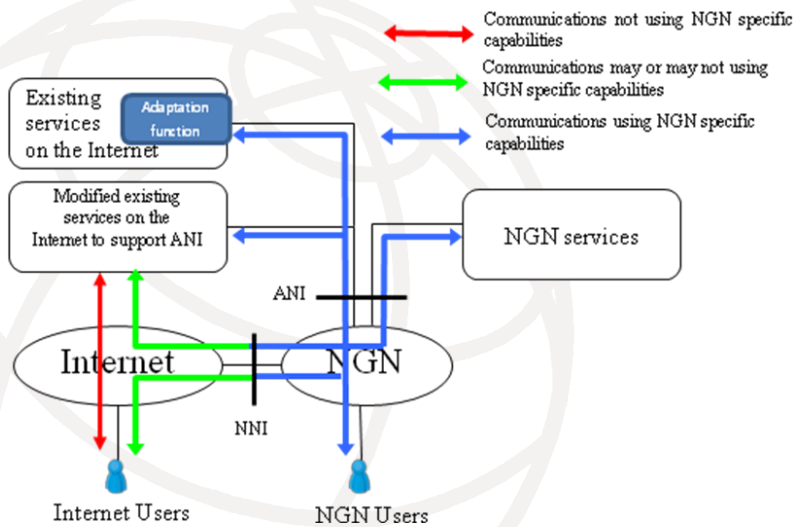 Communications not using NGN specific
capabilities
Communications may or may not using
NGN specific capabilities
Communications using NGN specific
capabilities
Existing
services
on the Internet
Adaptation
function
Modified existing
services on the
Internet to support ANI
NGN services
ANI
Internet
NGN
NNI
Internet Users
NGN Users